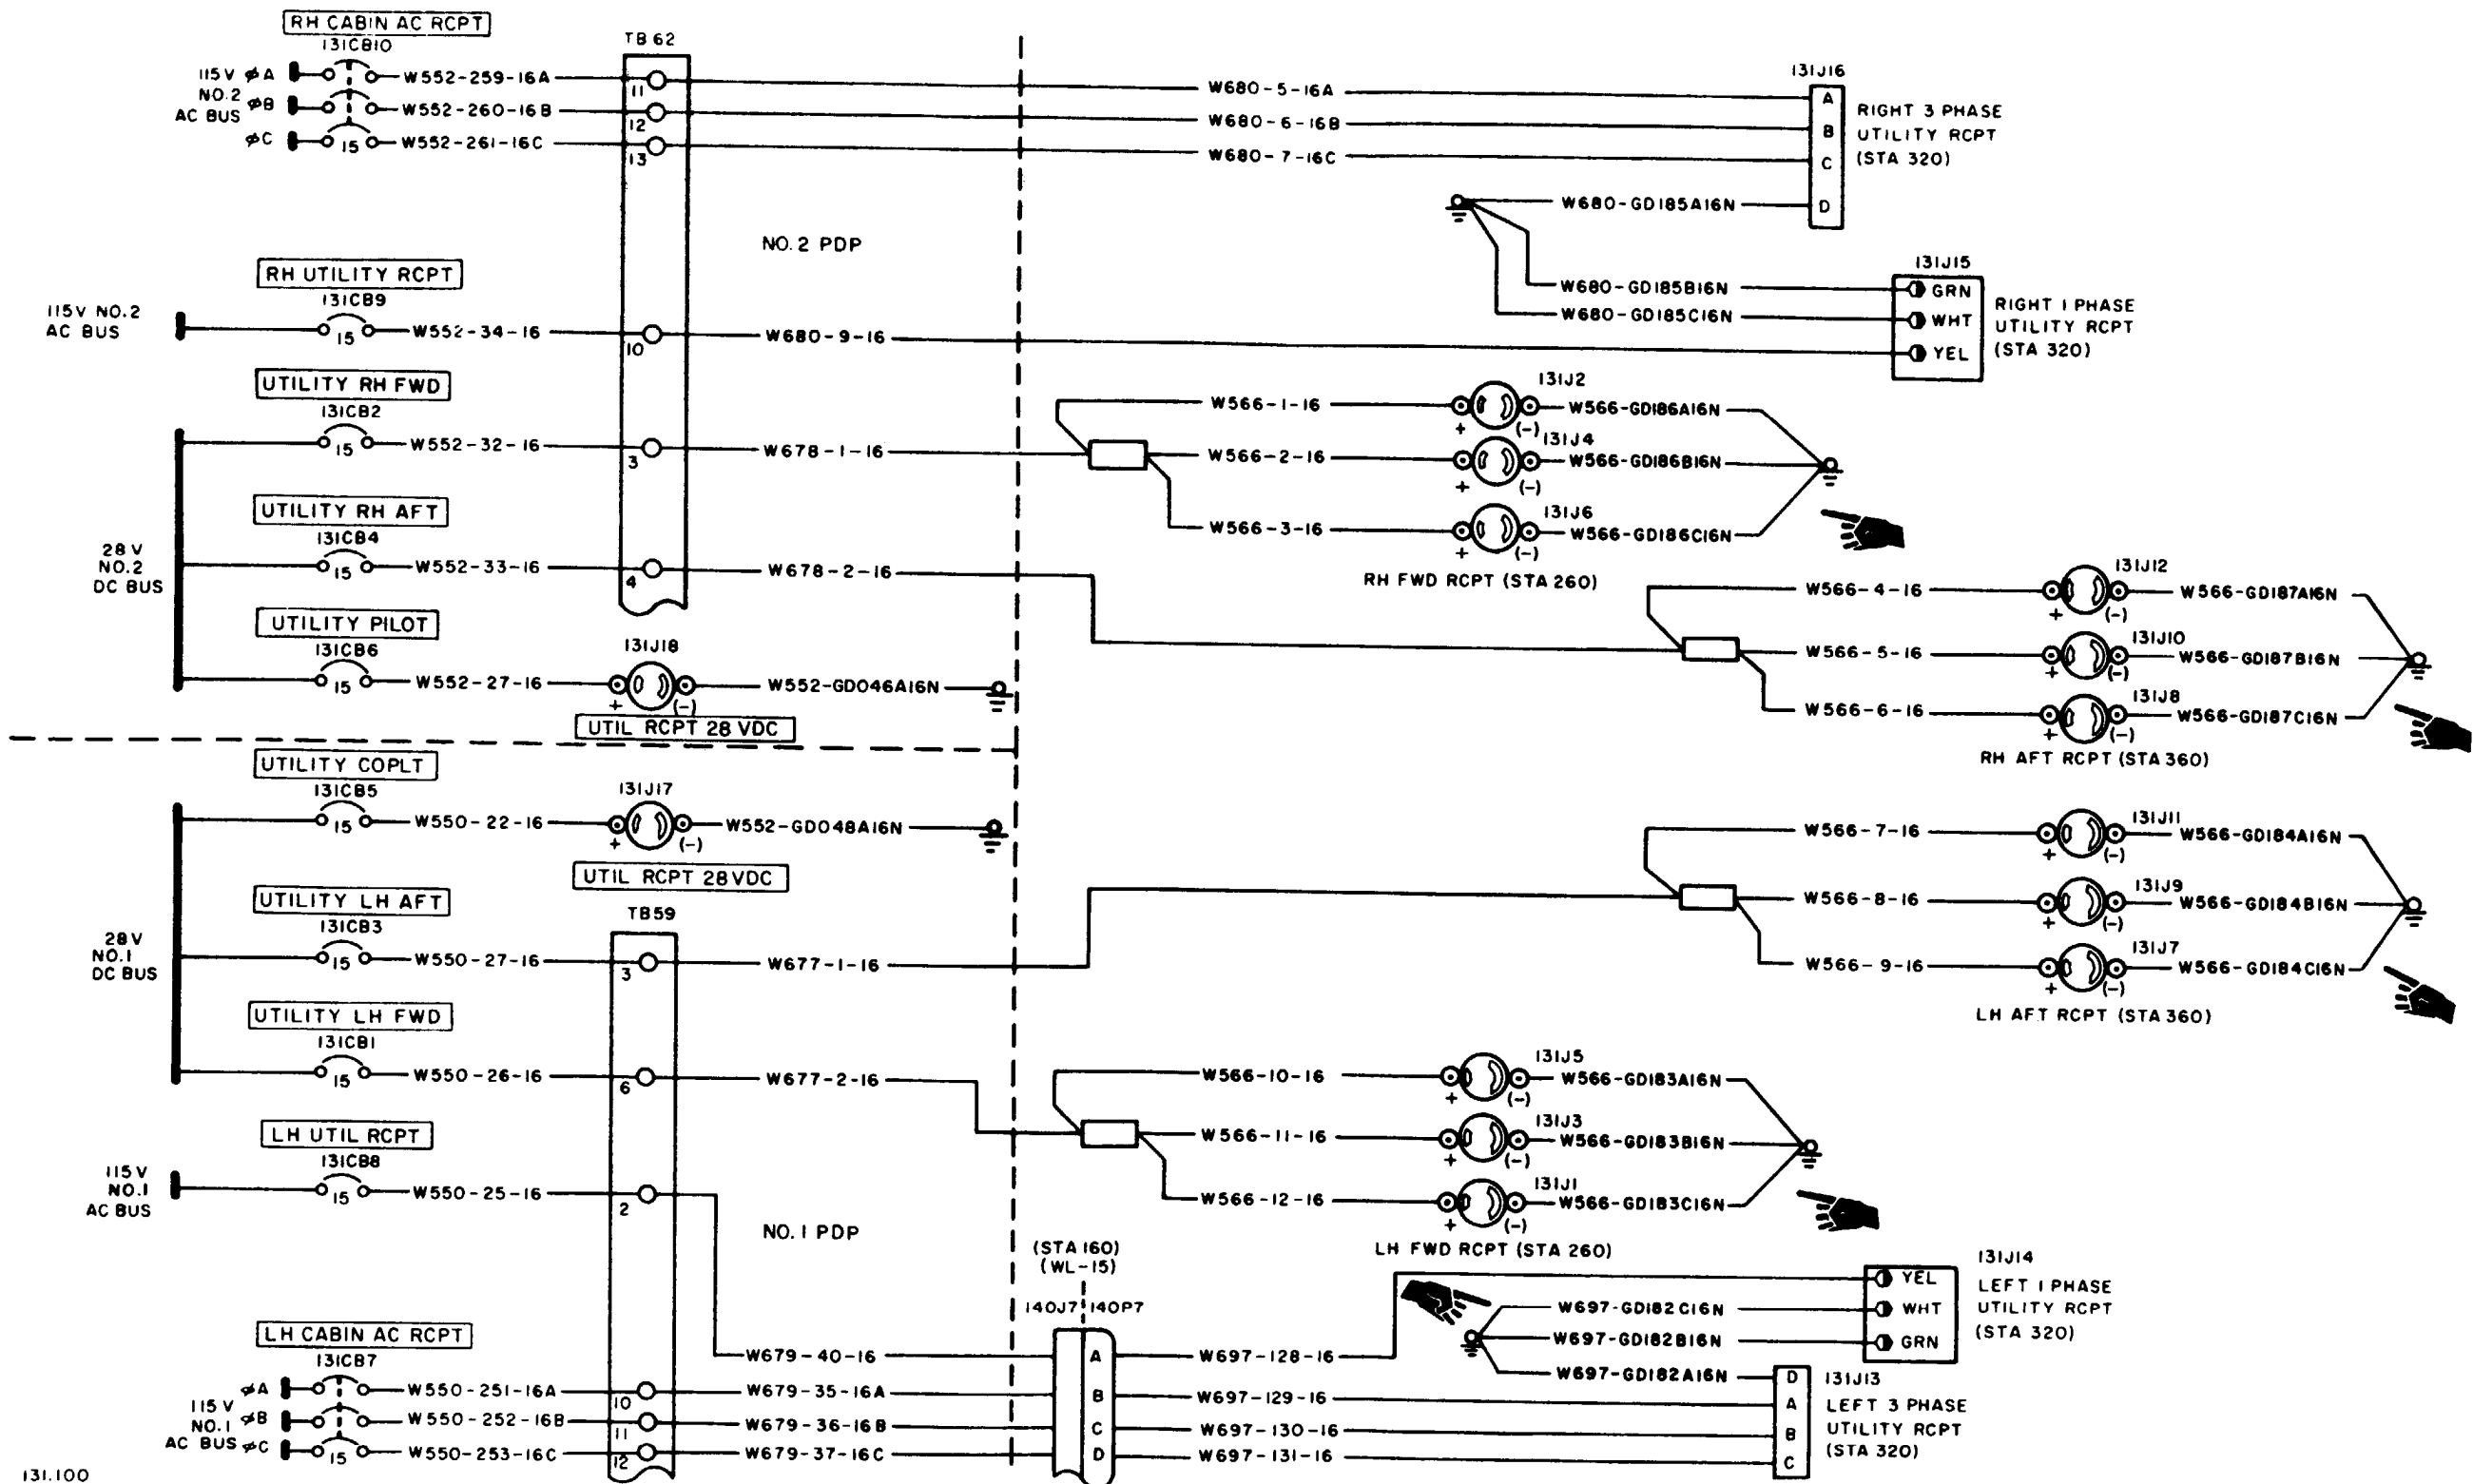 RH CABIN AC RCPT
131CB10
115V ØA
NO.2
AC BUS ØB
ØC
15
W552-259-16A
W552-260-16B
W552-261-16C
TB 62
11
12
13
W680-5-16A
W680-6-16B
W680-7-16C
131J16
A
B
C
D
RIGHT 3 PHASE
UTILITY RCPT
(STA 320)
W680-GD185A16N
NO. 2 PDP
RH UTILITY RCPT
131CB9
115V NO.2
AC BUS
15
W552-34-16
10
W680-9-16
W680-GD185B16N
W680-GD185C16N
131J15
GRN
WHT
YEL
RIGHT 1 PHASE
UTILITY RCPT
(STA 320)
UTILITY RH FWD
131CB2
15
W552-32-16
3
W678-1-16
W566-1-16
+
(-)
131J2
W566-GD186A16N
W566-2-16
+
(-)
131J4
W566-GD186B16N
W566-3-16
+
(-)
131J6
W566-GD186C16N
RH FWD RCPT (STA 260)
UTILITY RH AFT
131CB4
28 V
NO.2
DC BUS
15
W552-33-16
4
W678-2-16
W566-4-16
+
(-)
131J12
W566-GD187A16N
W566-5-16
+
(-)
131J10
W566-GD187B16N
W566-6-16
+
(-)
131J8
W566-GD187C16N
RH AFT RCPT (STA 360)
UTILITY PILOT
131CB6
15
W552-27-16
131J18
+
(-)
W552-GD046A16N
UTIL RCPT 28 VDC
UTILITY COPLT
131CB5
15
W550-22-16
131J17
+
(-)
W552-GD048A16N
UTIL RCPT 28VDC
UTILITY LH AFT
131CB3
28V
NO.1
DC BUS
15
W550-27-16
TB59
3
W677-1-16
W566-7-16
+
(-)
131J11
W566-GD184A16N
W566-8-16
+
(-)
131J9
W566-GD184B16N
W566-9-16
+
(-)
131J7
W566-GD184C16N
LH AFT RCPT (STA 360)
UTILITY LH FWD
131CB1
15
W550-26-16
6
W677-2-16
W566-10-16
+
(-)
131J5
W566-GD183A16N
W566-11-16
+
(-)
131J3
W566-GD183B16N
W566-12-16
+
(-)
131J1
W566-GD183C16N
LH FWD RCPT (STA 260)
LH UTIL RCPT
131CB8
115 V
NO.1
AC BUS
15
W550-25-16
2
NO. 1 PDP
(STA 160)
(WL-15)
140J7
140P7
W679-40-16
A
W697-128-16
131J14
YEL
WHT
GRN
LEFT 1 PHASE
UTILITY RCPT
(STA 320)
W697-GD182C16N
W697-GD182B16N
W697-GD182A16N
LH CABIN AC RCPT
131CB7
ØA
115 V
NO.1 ØB
AC BUS ØC
15
W550-251-16A
W550-252-16B
W550-253-16C
10
11
12
W679-35-16A
W679-36-16B
W679-37-16C
B
C
D
W697-129-16
W697-130-16
W697-131-16
D
A
B
C
131J13
LEFT 3 PHASE
UTILITY RCPT
(STA 320)
131.100